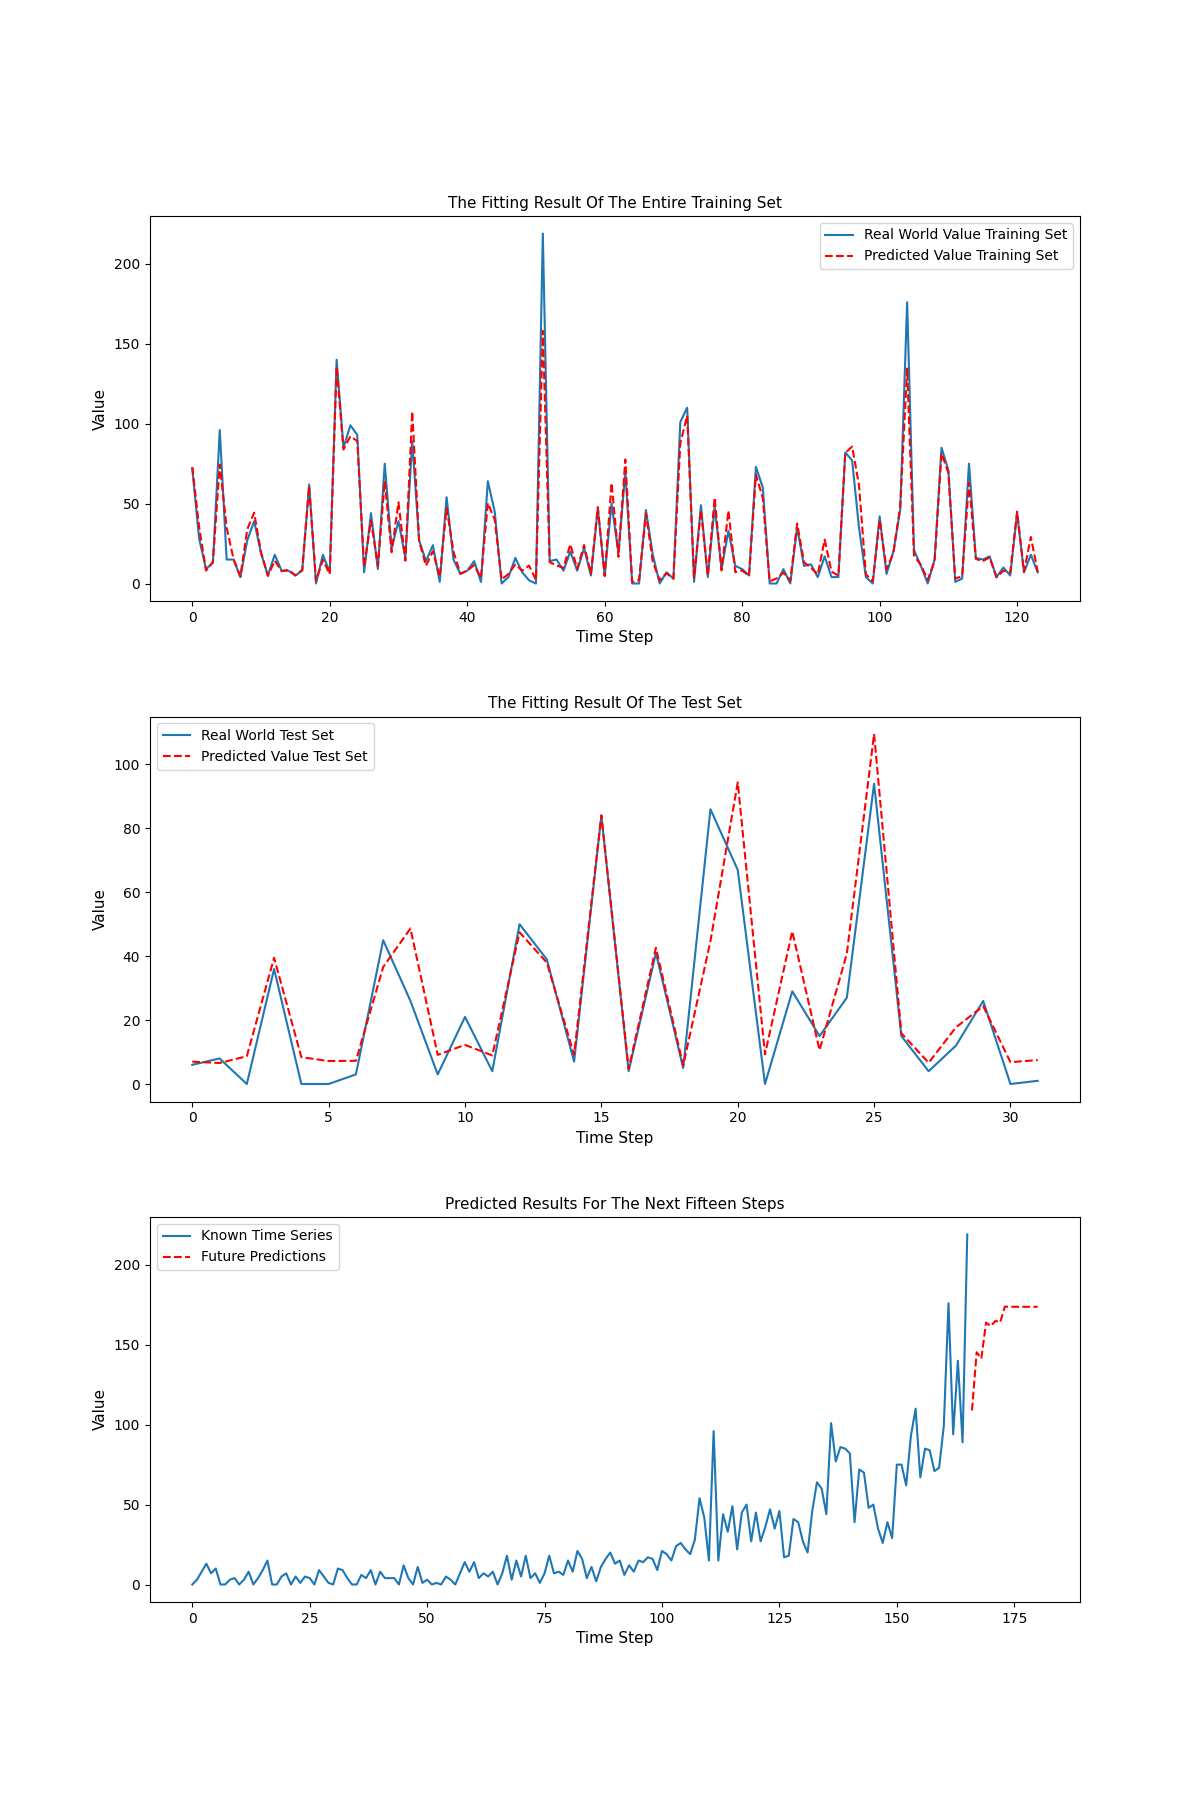 The Fitting Result Of The Entire Training Set
Real World Value Training Set
Predicted Value Training Set
200
150
100
50
0
Value
0 20 40 60 80 100 120
Time Step
The Fitting Result Of The Test Set
Real World Test Set
Predicted Value Test Set
100
80
60
40
20
0
Value
0 5 10 15 20 25 30
Time Step
Predicted Results For The Next Fifteen Steps
Known Time Series
Future Predictions
200
150
100
50
0
Value
0 25 50 75 100 125 150 175
Time Step